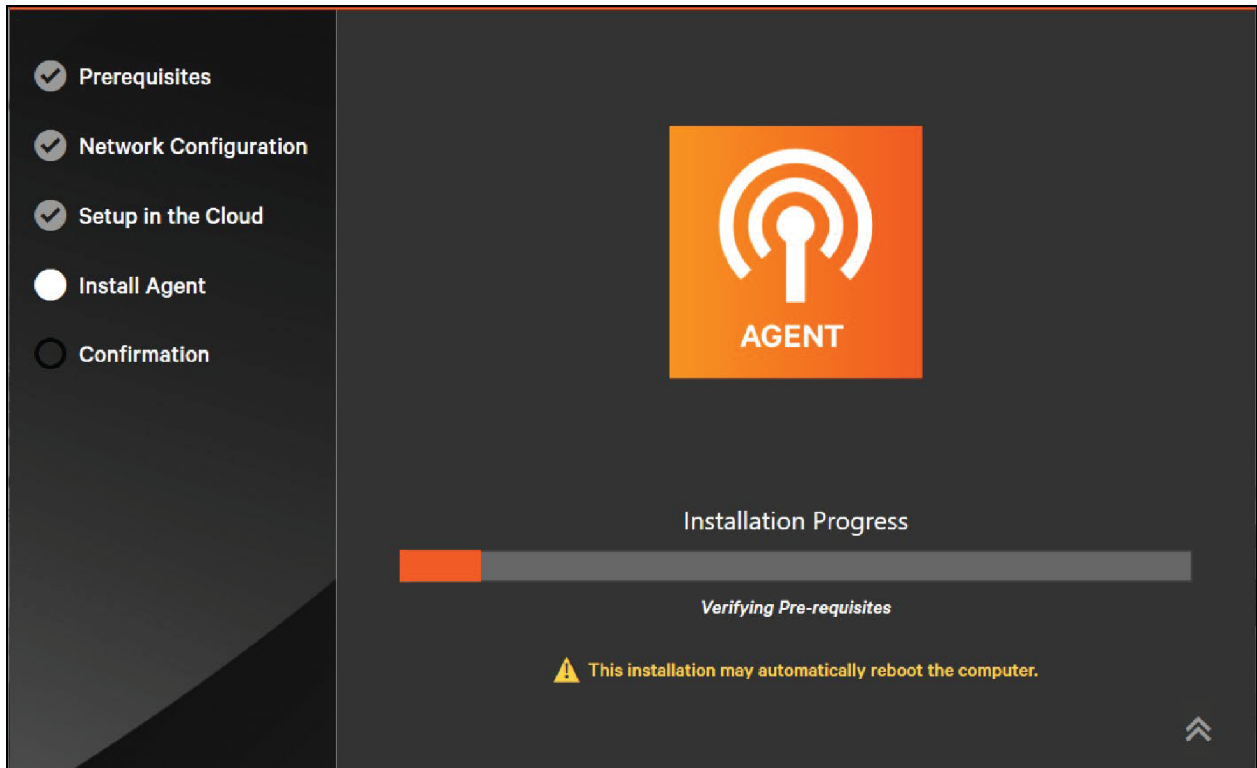 Prerequisites
Network Configuration
Setup in the Cloud
Install Agent
Confirmation
AGENT
Installation Progress
Verifying Pre-requisites
This installation may automatically reboot the computer.